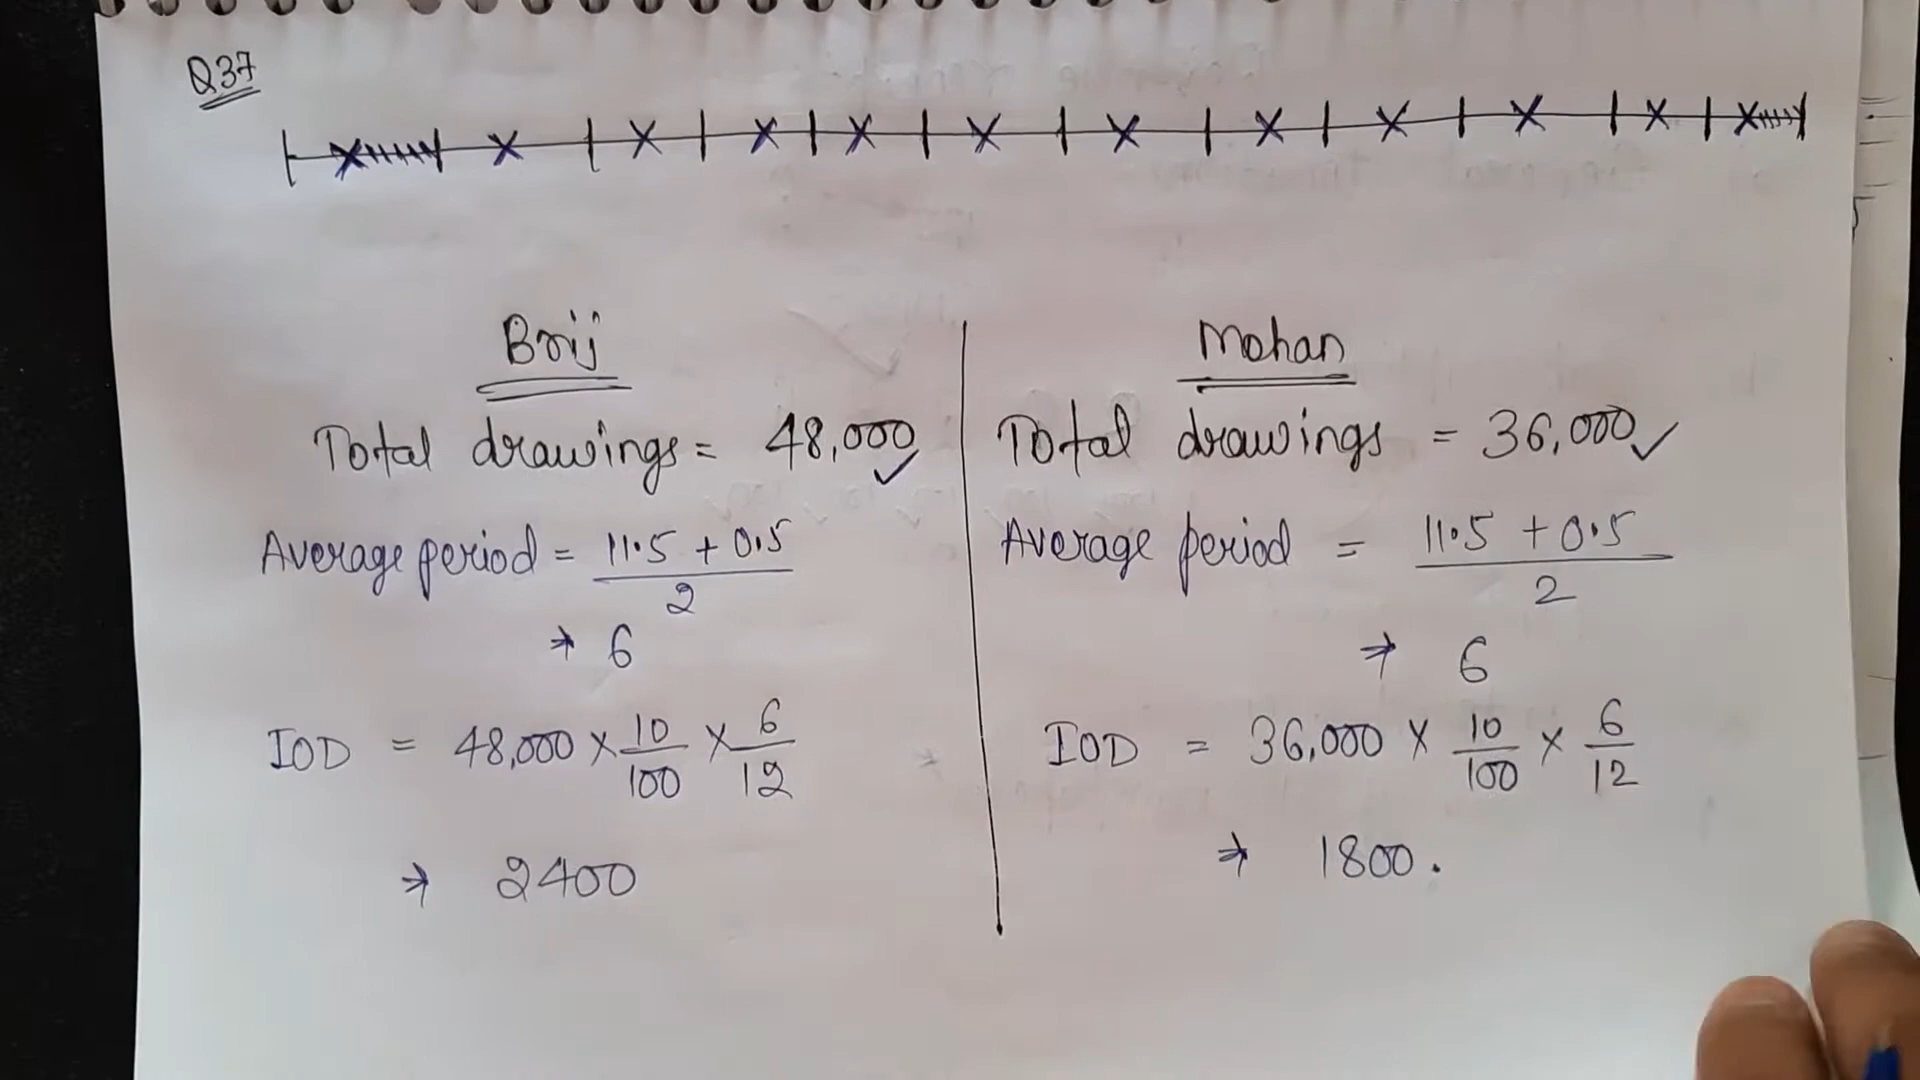 Q37
Brij
Total drawings = 48,000 ✓
Average period = 11.5 + 0.5 / 2
→ 6
IOD = 48,000 × 10/100 × 6/12
→ 2400
Mohan
Total drawings = 36,000 ✓
Average period = 11.5 + 0.5 / 2
→ 6
IOD = 36,000 × 10/100 × 6/12
→ 1800.